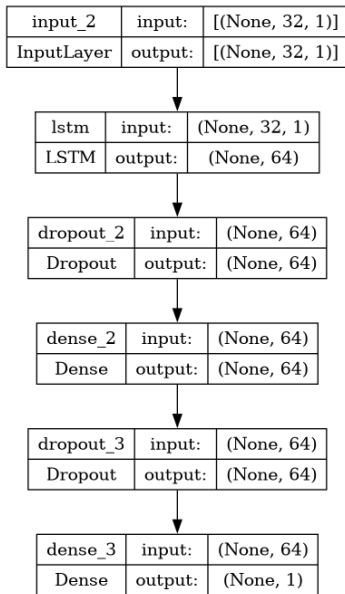 input_2 input: [(None, 32, 1)]
InputLayer output: [(None, 32, 1)]
lstm input: (None, 32, 1)
LSTM output: (None, 64)
dropout_2 input: (None, 64)
Dropout output: (None, 64)
dense_2 input: (None, 64)
Dense output: (None, 64)
dropout_3 input: (None, 64)
Dropout output: (None, 64)
dense_3 input: (None, 64)
Dense output: (None, 1)